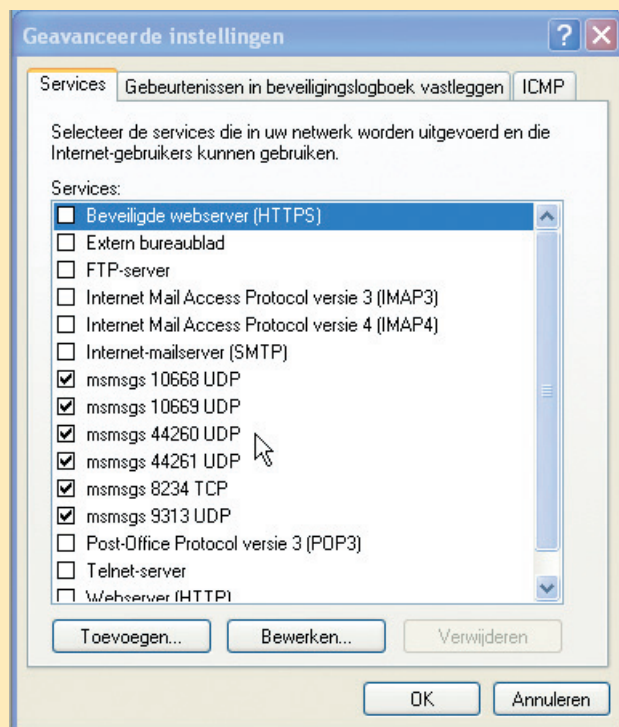 Geavanceerde instellingen
Services
Gebeurtenissen in beveiligingslogboek vastleggen
ICMP
Selecteer de services die in uw netwerk worden uitgevoerd en die
Internet-gebruikers kunnen gebruiken.
Services:
Beveiligde webserver (HTTPS)
Extern bureaublad
FTP-server
Internet Mail Access Protocol versie 3 (IMAP3)
Internet Mail Access Protocol versie 4 (IMAP4)
Internet-mailserver (SMTP)
msmsgs 10668 UDP
msmsgs 10669 UDP
msmsgs 44260 UDP
msmsgs 44261 UDP
msmsgs 8234 TCP
msmsgs 9313 UDP
Post-Office Protocol versie 3 (POP3)
Telnet-server
Webserver (HTTP)
Toevoegen...
Bewerken...
Verwijderen
OK
Annuleren